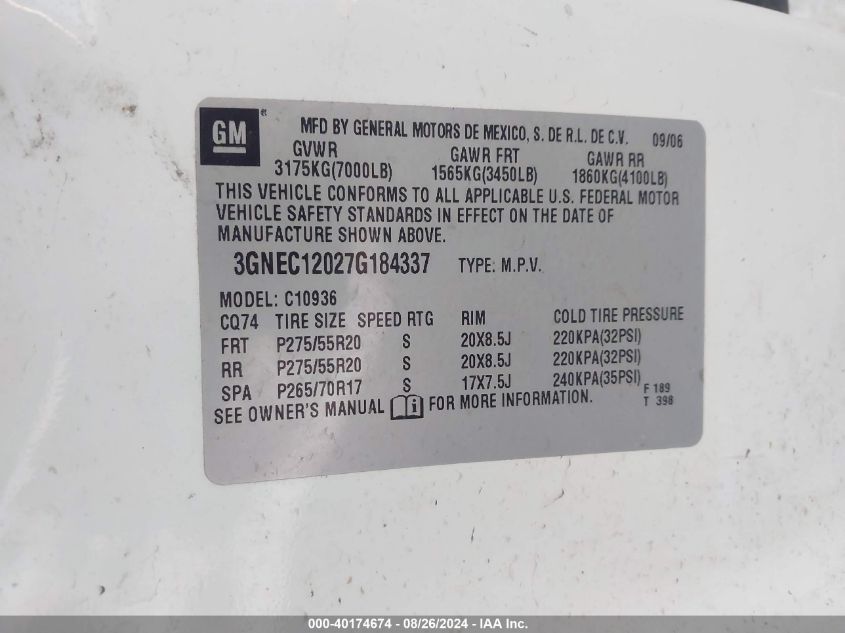 GM
MFD BY GENERAL MOTORS DE MEXICO, S. DE R.L. DE C.V. 09/06
GVWR GAWR FRT GAWR RR
3175KG(7000LB) 1565KG(3450LB) 1860KG(4100LB)
THIS VEHICLE CONFORMS TO ALL APPLICABLE U.S. FEDERAL MOTOR
VEHICLE SAFETY STANDARDS IN EFFECT ON THE DATE OF
MANUFACTURE SHOWN ABOVE.
3GNEC12027G184337 TYPE: M.P.V.
MODEL: C10936
CQ74 TIRE SIZE SPEED RTG RIM COLD TIRE PRESSURE
FRT P275/55R20 S 20X8.5J 220KPA(32PSI)
RR P275/55R20 S 20X8.5J 220KPA(32PSI)
SPA P265/70R17 S 17X7.5J 240KPA(35PSI)
F 189
SEE OWNER'S MANUAL i FOR MORE INFORMATION. T 398
000-40174674 - 08/26/2024 - IAA Inc.